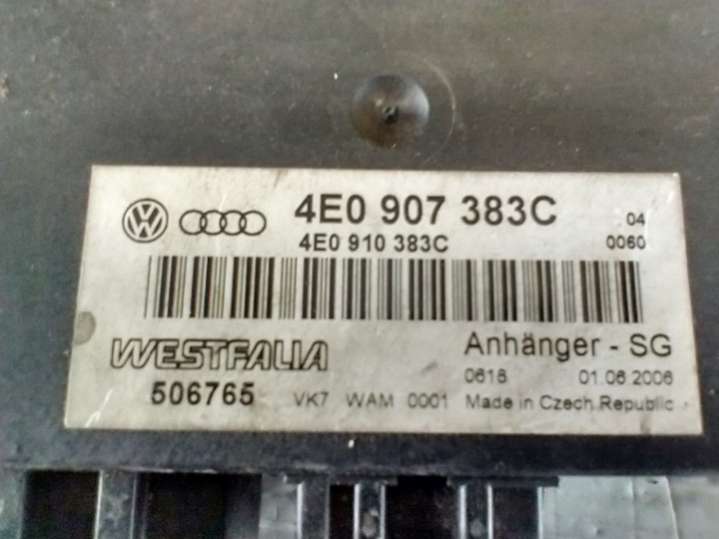 4E0 907 383C 04
4E0 910 383C 0060
WESTFALIA Anhänger - SG
0618 01.06.2006
506765 VK7 WAM 0001 Made in Czech Republic